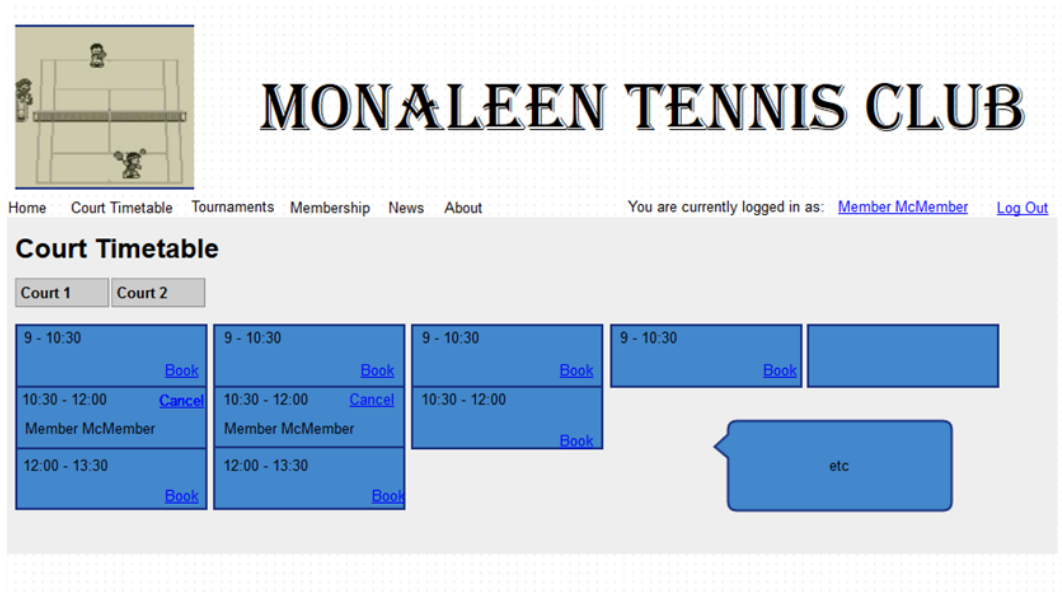 MONALEEN TENNIS CLUB
Home Court Timetable Tournaments Membership News About You are currently logged in as: Member McMember Log Out
Court Timetable
Court 1 Court 2
9 - 10:30 9 - 10:30 9 - 10:30 9 - 10:30
Book Book Book Book
10:30 - 12:00 Cancel 10:30 - 12:00 Cancel 10:30 - 12:00
Member McMember Member McMember
Book
12:00 - 13:30 12:00 - 13:30 etc
Book Book